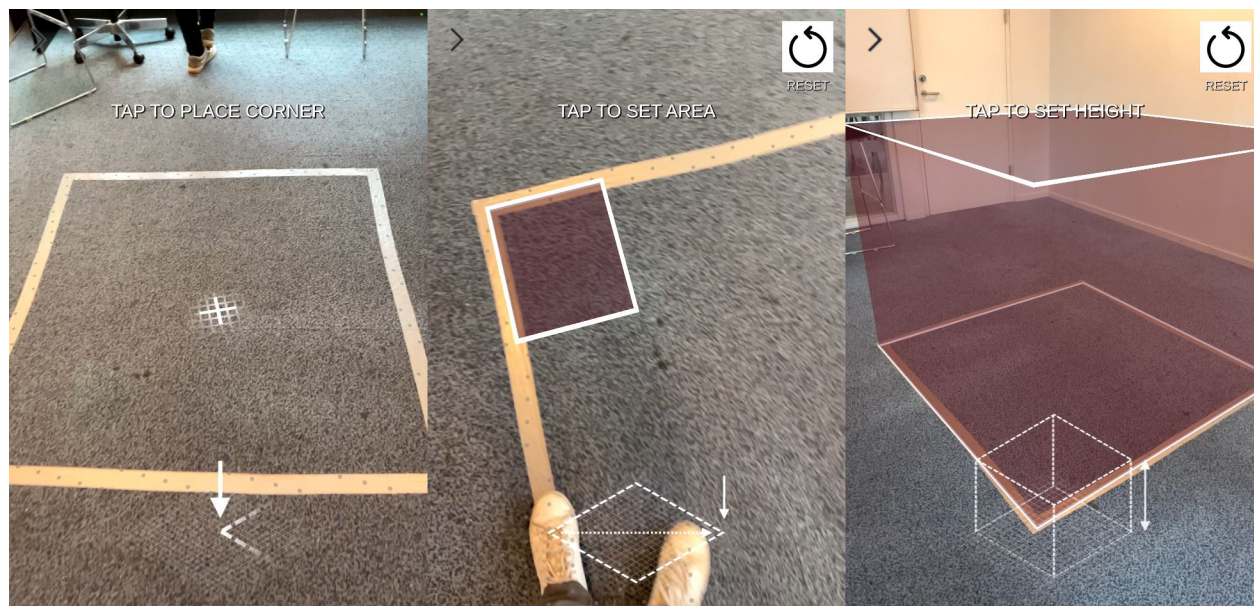 TAP TO PLACE CORNER
TAP TO SET AREA
RESET
TAP TO SET HEIGHT
RESET